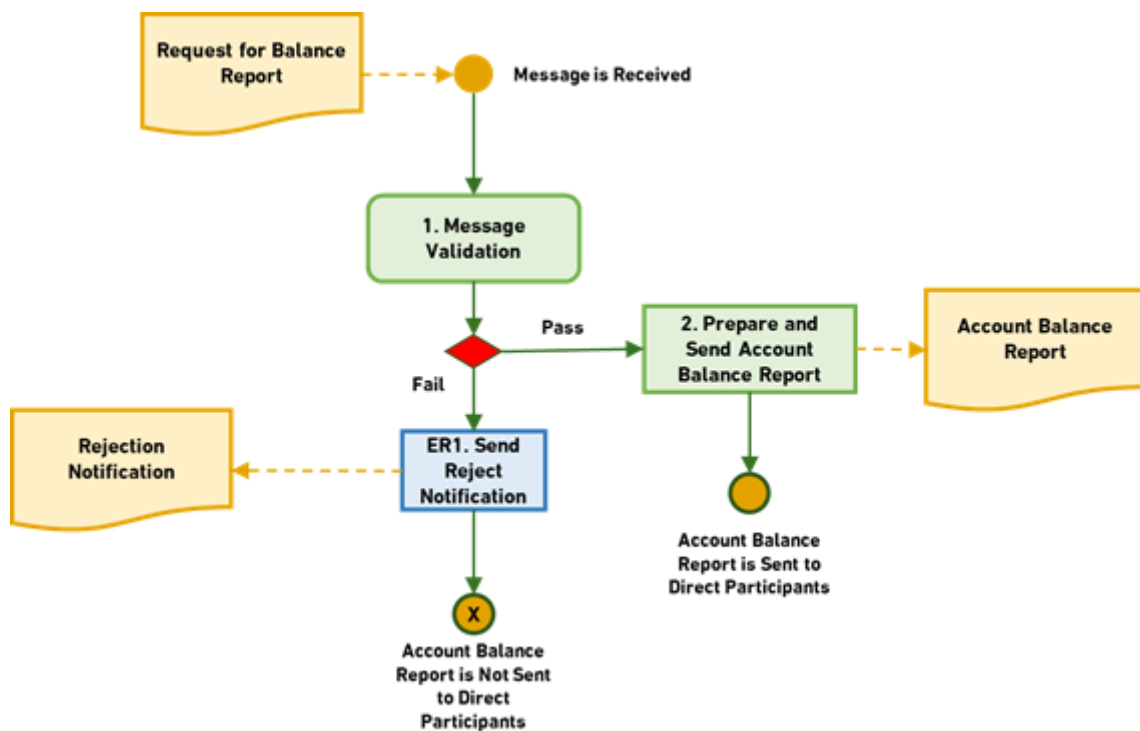 Request for Balance
Report
Message is Received
1. Message
Validation
Pass
2. Prepare and
Send Account
Balance Report
Account Balance
Report
Fail
Rejection
Notification
ER1. Send
Reject
Notification
Account Balance
Report is Sent to
Direct Participants
X
Account Balance
Report is Not Sent
to Direct
Participants